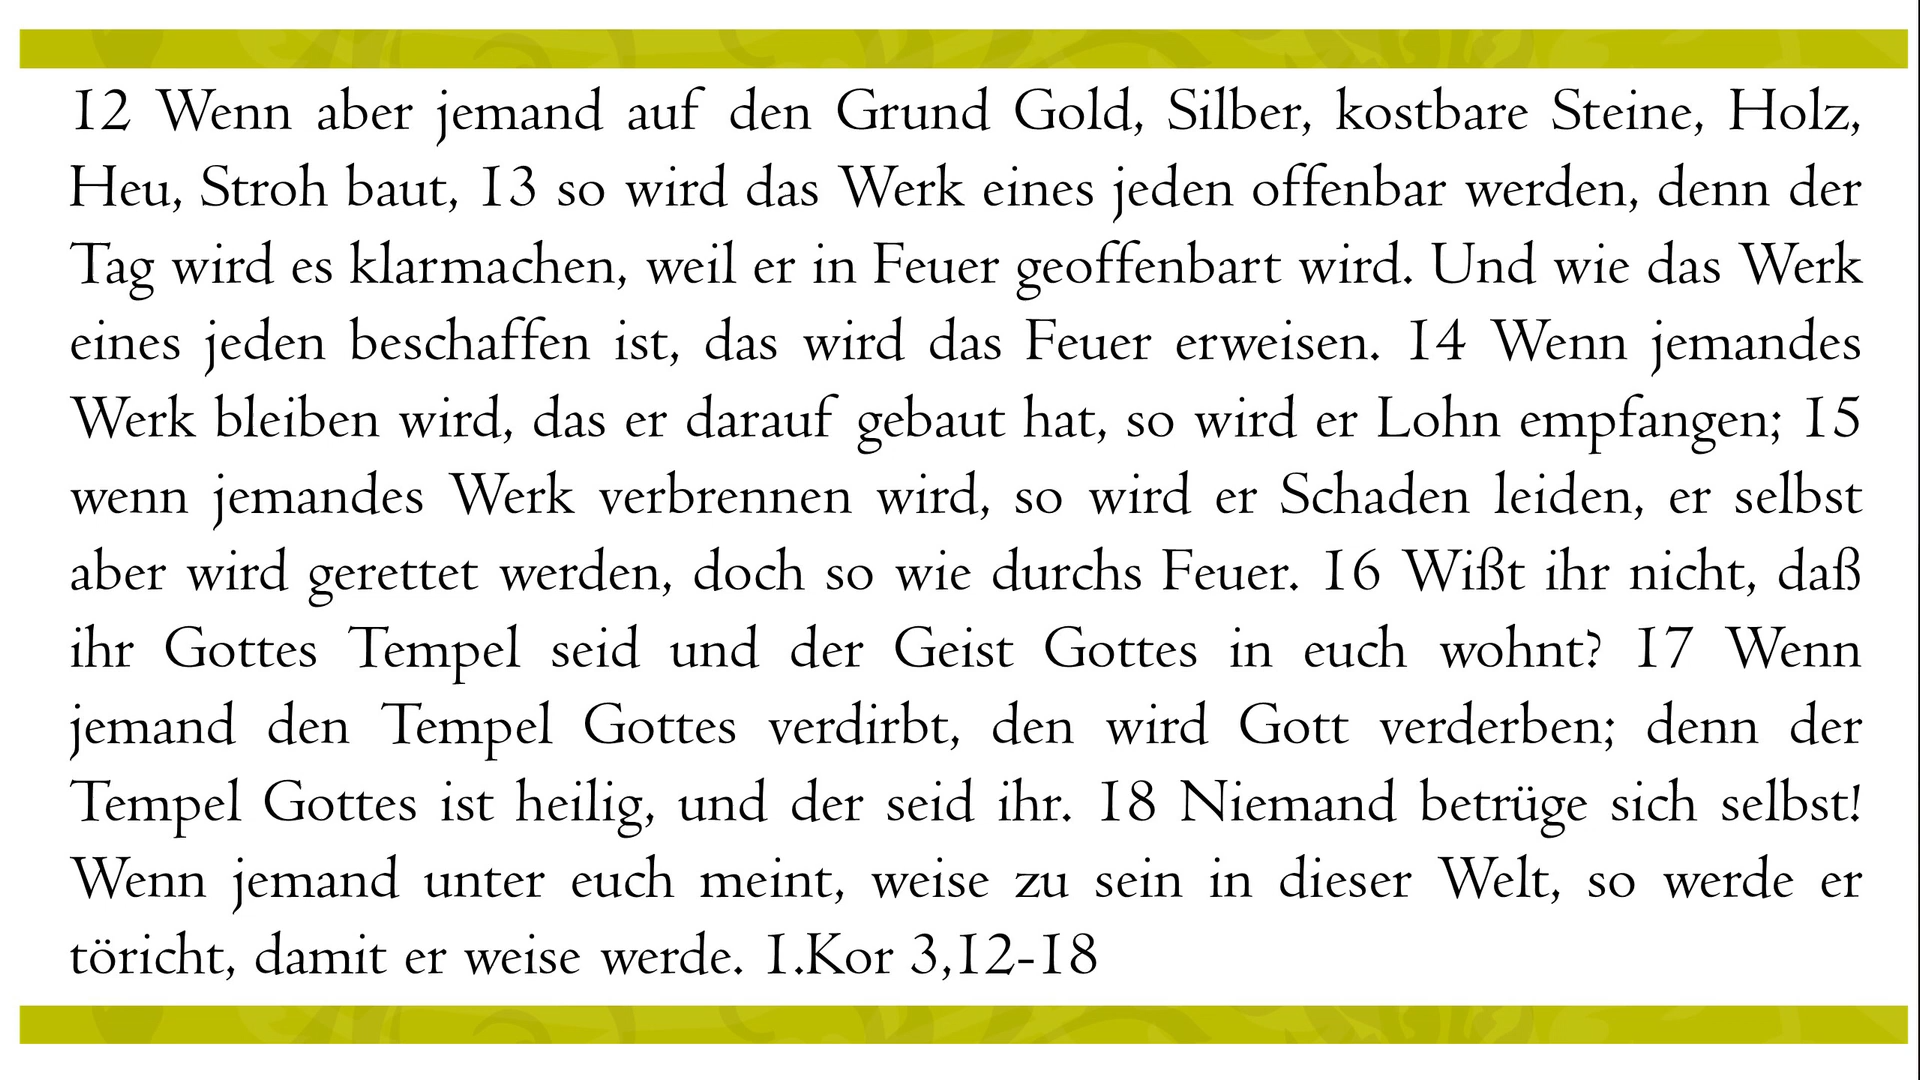 12 Wenn aber jemand auf den Grund Gold, Silber, kostbare Steine, Holz,
Heu, Stroh baut, 13 so wird das Werk eines jeden offenbar werden, denn der
Tag wird es klarmachen, weil er in Feuer geoffenbart wird. Und wie das Werk
eines jeden beschaffen ist, das wird das Feuer erweisen. 14 Wenn jemandes
Werk bleiben wird, das er darauf gebaut hat, so wird er Lohn empfangen; 15
wenn jemandes Werk verbrennen wird, so wird er Schaden leiden, er selbst
aber wird gerettet werden, doch so wie durchs Feuer. 16 Wißt ihr nicht, daß
ihr Gottes Tempel seid und der Geist Gottes in euch wohnt? 17 Wenn
jemand den Tempel Gottes verdirbt, den wird Gott verderben; denn der
Tempel Gottes ist heilig, und der seid ihr. 18 Niemand betrüge sich selbst!
Wenn jemand unter euch meint, weise zu sein in dieser Welt, so werde er
töricht, damit er weise werde. 1.Kor 3,12-18